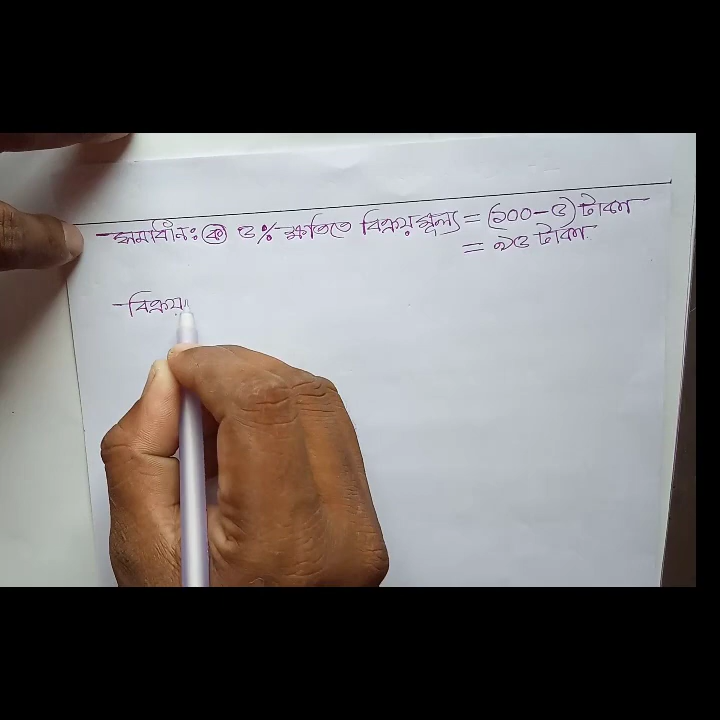 সমাধান: ক ৫% ক্ষতিতে বিক্রয়মূল্য = (১০০-৫) টাকা
= ৯৫ টাকা
বিক্রয়